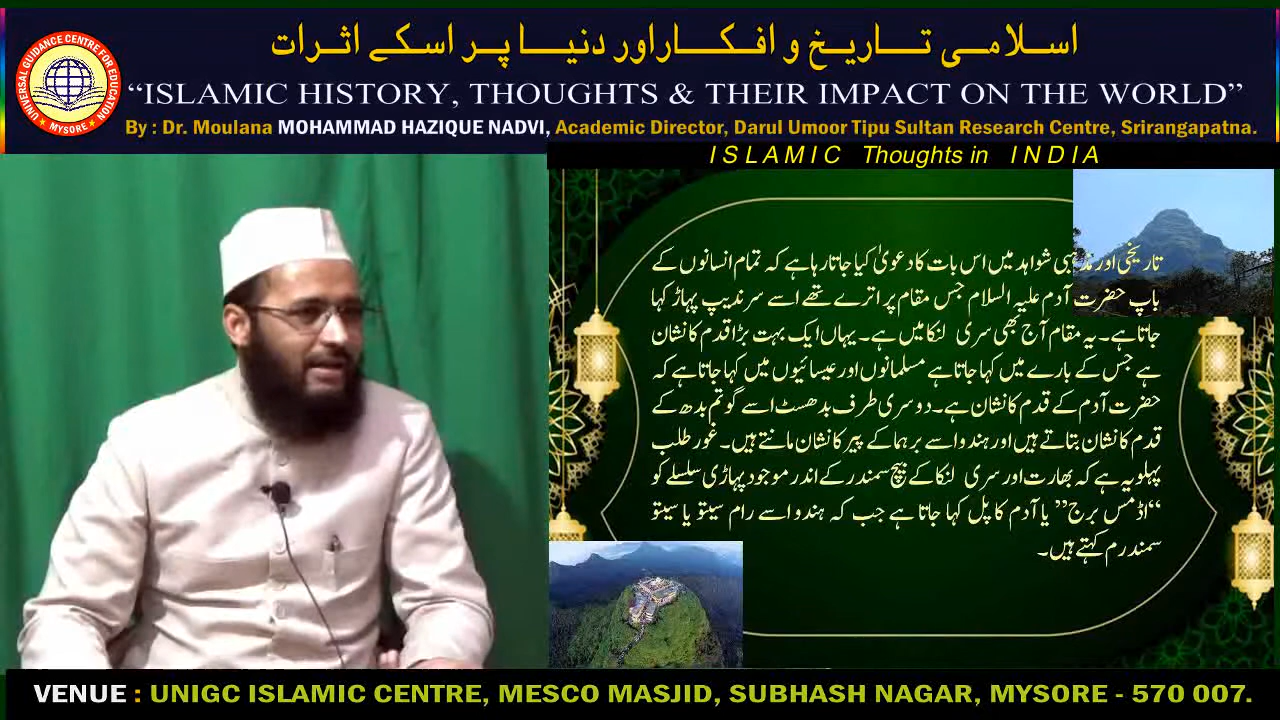 اسلامی تاریخ و افکار اور دنیا پر اسکے اثرات
“ISLAMIC HISTORY, THOUGHTS & THEIR IMPACT ON THE WORLD”
By : Dr. Moulana MOHAMMAD HAZIQUE NADVI, Academic Director, Darul Umoor Tipu Sultan Research Centre, Srirangapatna.
UNIVERSAL GUIDANCE CENTRE FOR EDUCATION
MYSORE
ISLAMIC Thoughts in INDIA
تاریخی اور مذہبی شواہد میں اس بات کا دعویٰ کیا جاتا رہا ہے کہ تمام انسانوں کے
باپ حضرت آدم علیہ السلام جس مقام پر اترے تھے اسے سرندیپ پہاڑ کہا
جاتا ہے۔ یہ مقام آج بھی سری لنکا میں ہے۔ یہاں ایک بہت بڑا قدم کا نشان
ہے جس کے بارے میں کہا جاتا ہے مسلمانوں اور عیسائیوں میں کہا جاتا ہے کہ
حضرت آدم کے قدم کا نشان ہے۔ دوسری طرف بدھسٹ اسے گوتم بدھ کے
قدم کا نشان بتاتے ہیں اور ہندو اسے برہما کے پیر کا نشان مانتے ہیں۔ غور طلب
پہلو یہ ہے کہ بھارت اور سری لنکا کے بیچ سمندر کے اندر موجود پہاڑی سلسلے کو
“اڈمس برج” یا آدم کا پل کہا جاتا ہے جب کہ ہندو اسے رام سیتو یا سیتو
سمندرم کہتے ہیں۔
VENUE : UNIGC ISLAMIC CENTRE, MESCO MASJID, SUBHASH NAGAR, MYSORE - 570 007.